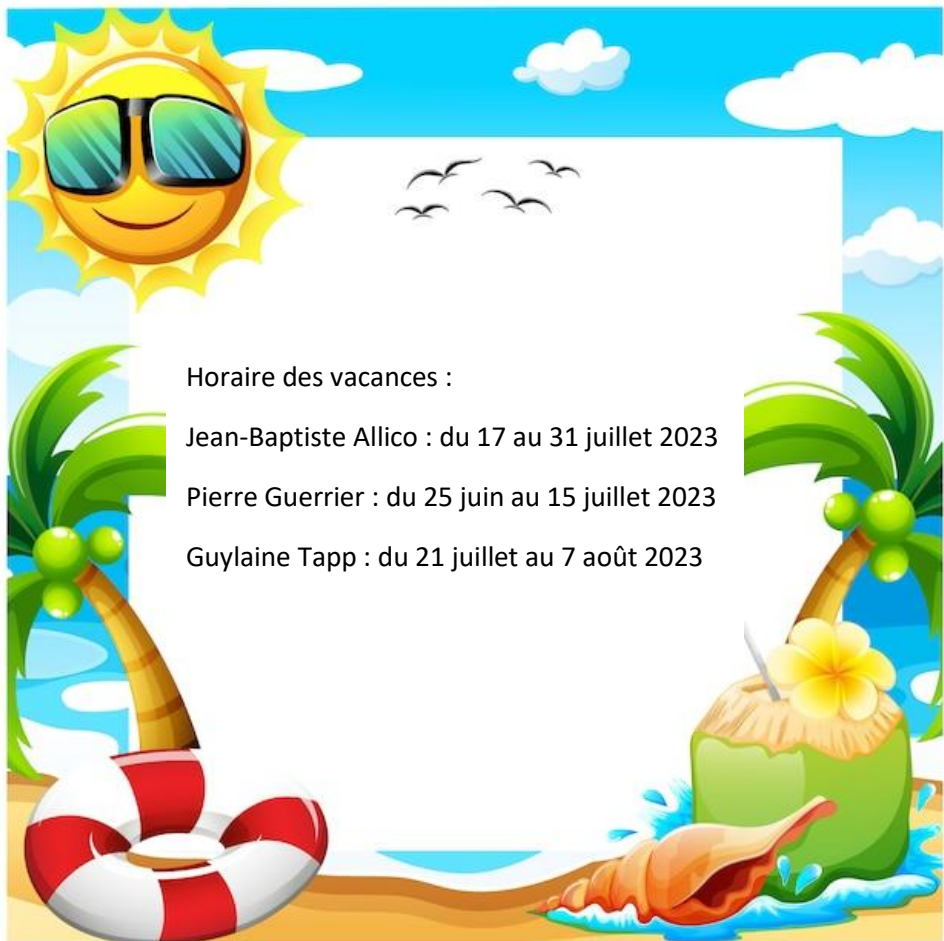 Horaire des vacances :
Jean-Baptiste Allico : du 17 au 31 juillet 2023
Pierre Guerrier : du 25 juin au 15 juillet 2023
Guylaine Tapp : du 21 juillet au 7 août 2023